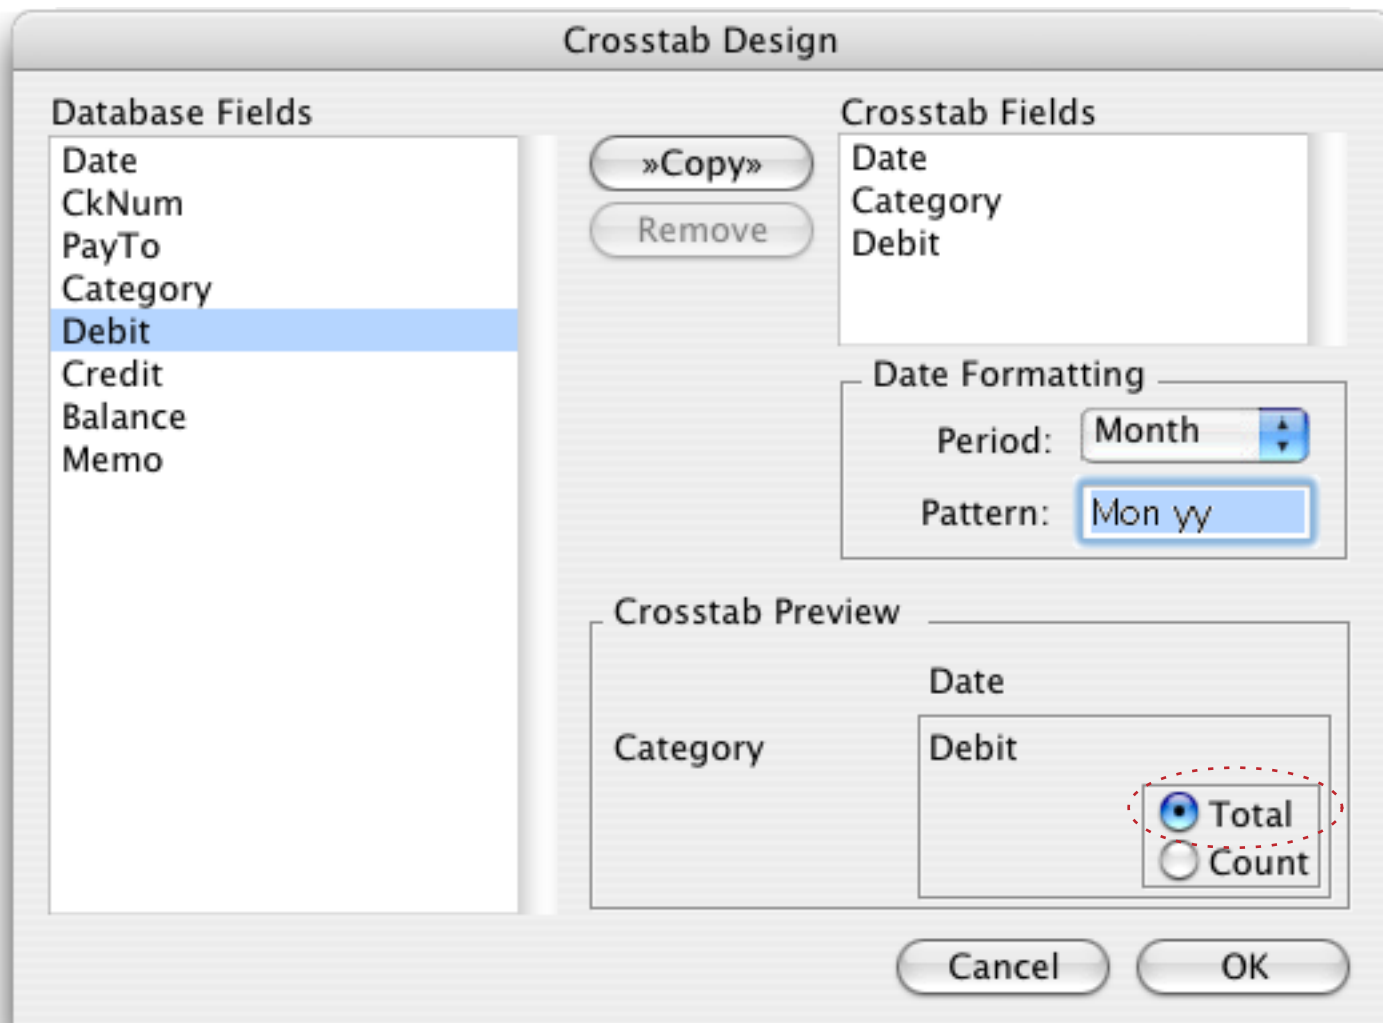 Crosstab Design
Database Fields
Date
CkNum
PayTo
Category
Debit
Credit
Balance
Memo
»Copy»
Remove
Crosstab Fields
Date
Category
Debit
Date Formatting
Period: Month
Pattern: Mon yy
Crosstab Preview
Date
Category Debit
Total
Count
Cancel OK